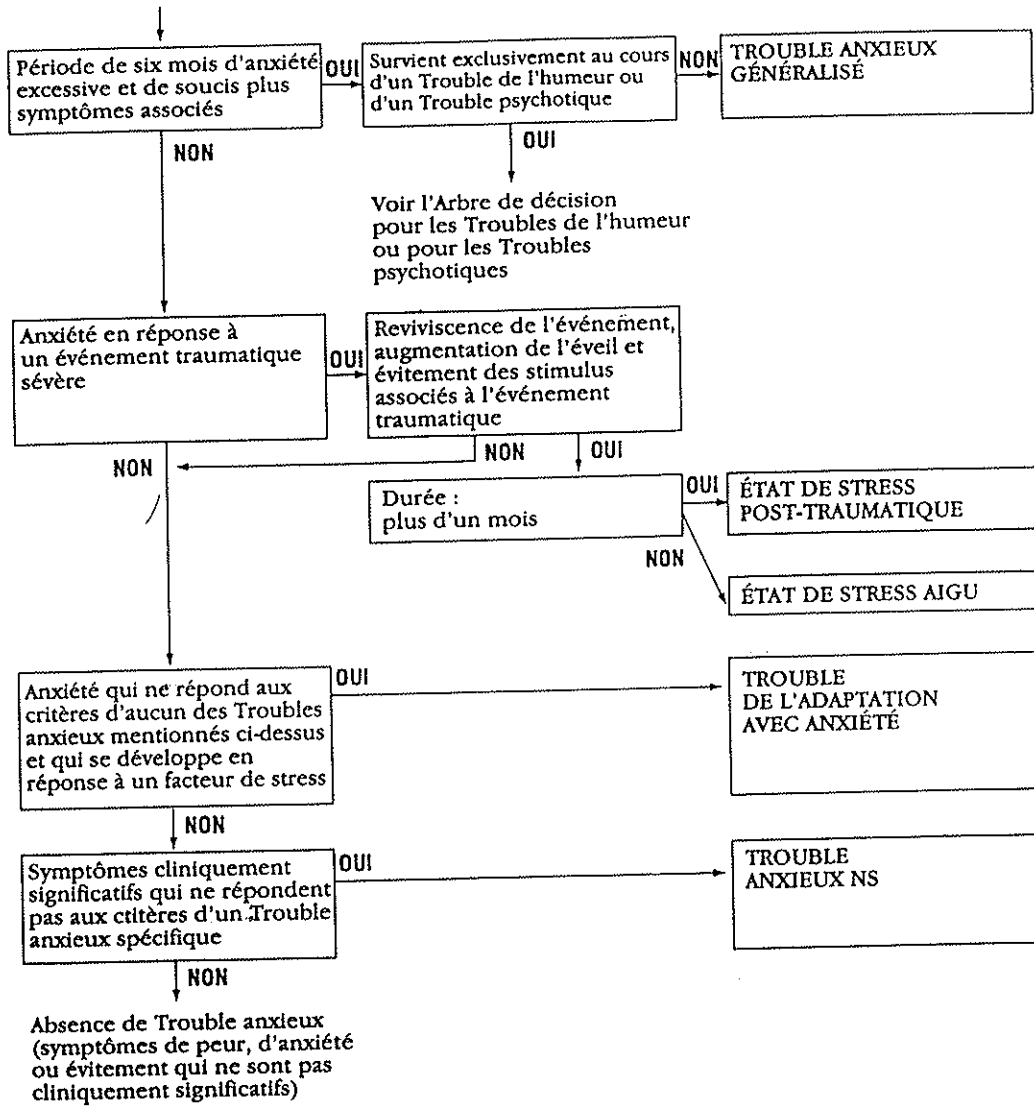 Période de six mois d'anxiété
excessive et de soucis plus
symptômes associés
OUI
Survient exclusivement au cours
d'un Trouble de l'humeur ou
d'un Trouble psychotique
NON
TROUBLE ANXIEUX
GÉNÉRALISÉ
NON
OUI
Voir l'Arbre de décision
pour les Troubles de l'humeur
ou pour les Troubles
psychotiques
Anxiété en réponse à
un événement traumatique
sévère
OUI
Reviviscence de l'événement,
augmentation de l'éveil et
évitement des stimulus
associés à l'événement
traumatique
NON
NON
OUI
Durée :
plus d'un mois
OUI
ÉTAT DE STRESS
POST-TRAUMATIQUE
NON
ÉTAT DE STRESS AIGU
Anxiété qui ne répond aux
critères d'aucun des Troubles
anxieux mentionnés ci-dessus
et qui se développe en
réponse à un facteur de stress
OUI
TROUBLE
DE L'ADAPTATION
AVEC ANXIÉTÉ
NON
Symptômes cliniquement
significatifs qui ne répondent
pas aux critères d'un Trouble
anxieux spécifique
OUI
TROUBLE
ANXIEUX NS
NON
Absence de Trouble anxieux
(symptômes de peur, d'anxiété
ou évitement qui ne sont pas
cliniquement significatifs)